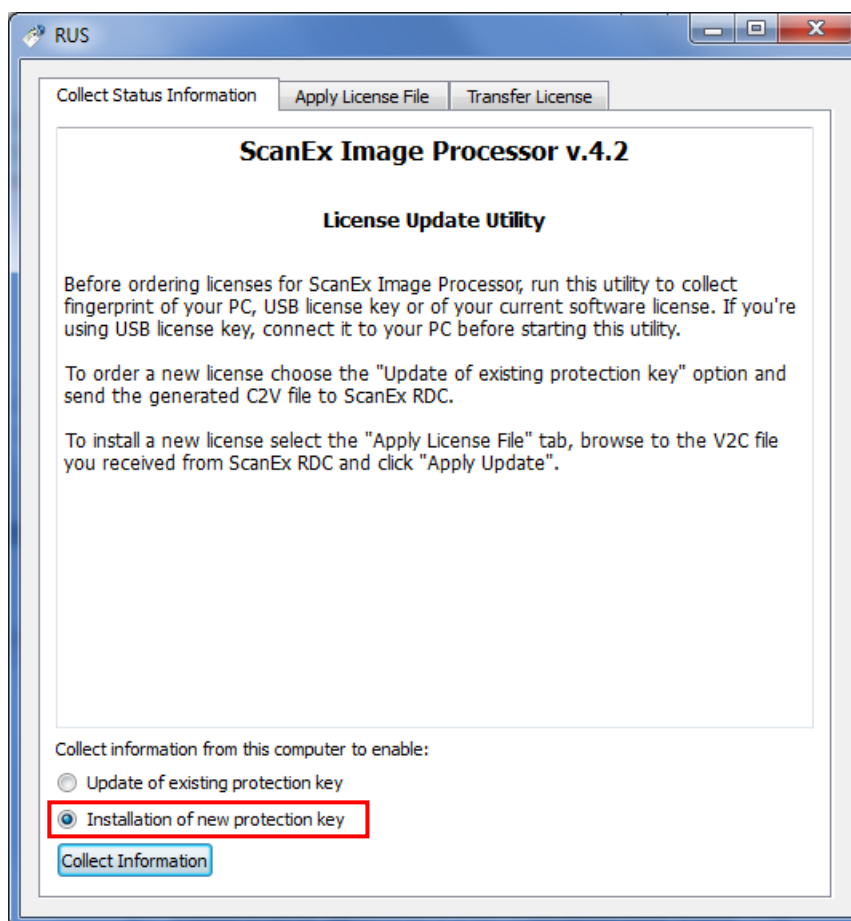 RUS
Collect Status Information
Apply License File
Transfer License
ScanEx Image Processor v.4.2
License Update Utility
Before ordering licenses for ScanEx Image Processor, run this utility to collect
fingerprint of your PC, USB license key or of your current software license. If you're
using USB license key, connect it to your PC before starting this utility.
To order a new license choose the "Update of existing protection key" option and
send the generated C2V file to ScanEx RDC.
To install a new license select the "Apply License File" tab, browse to the V2C file
you received from ScanEx RDC and click "Apply Update".
Collect information from this computer to enable:
Update of existing protection key
Installation of new protection key
Collect Information